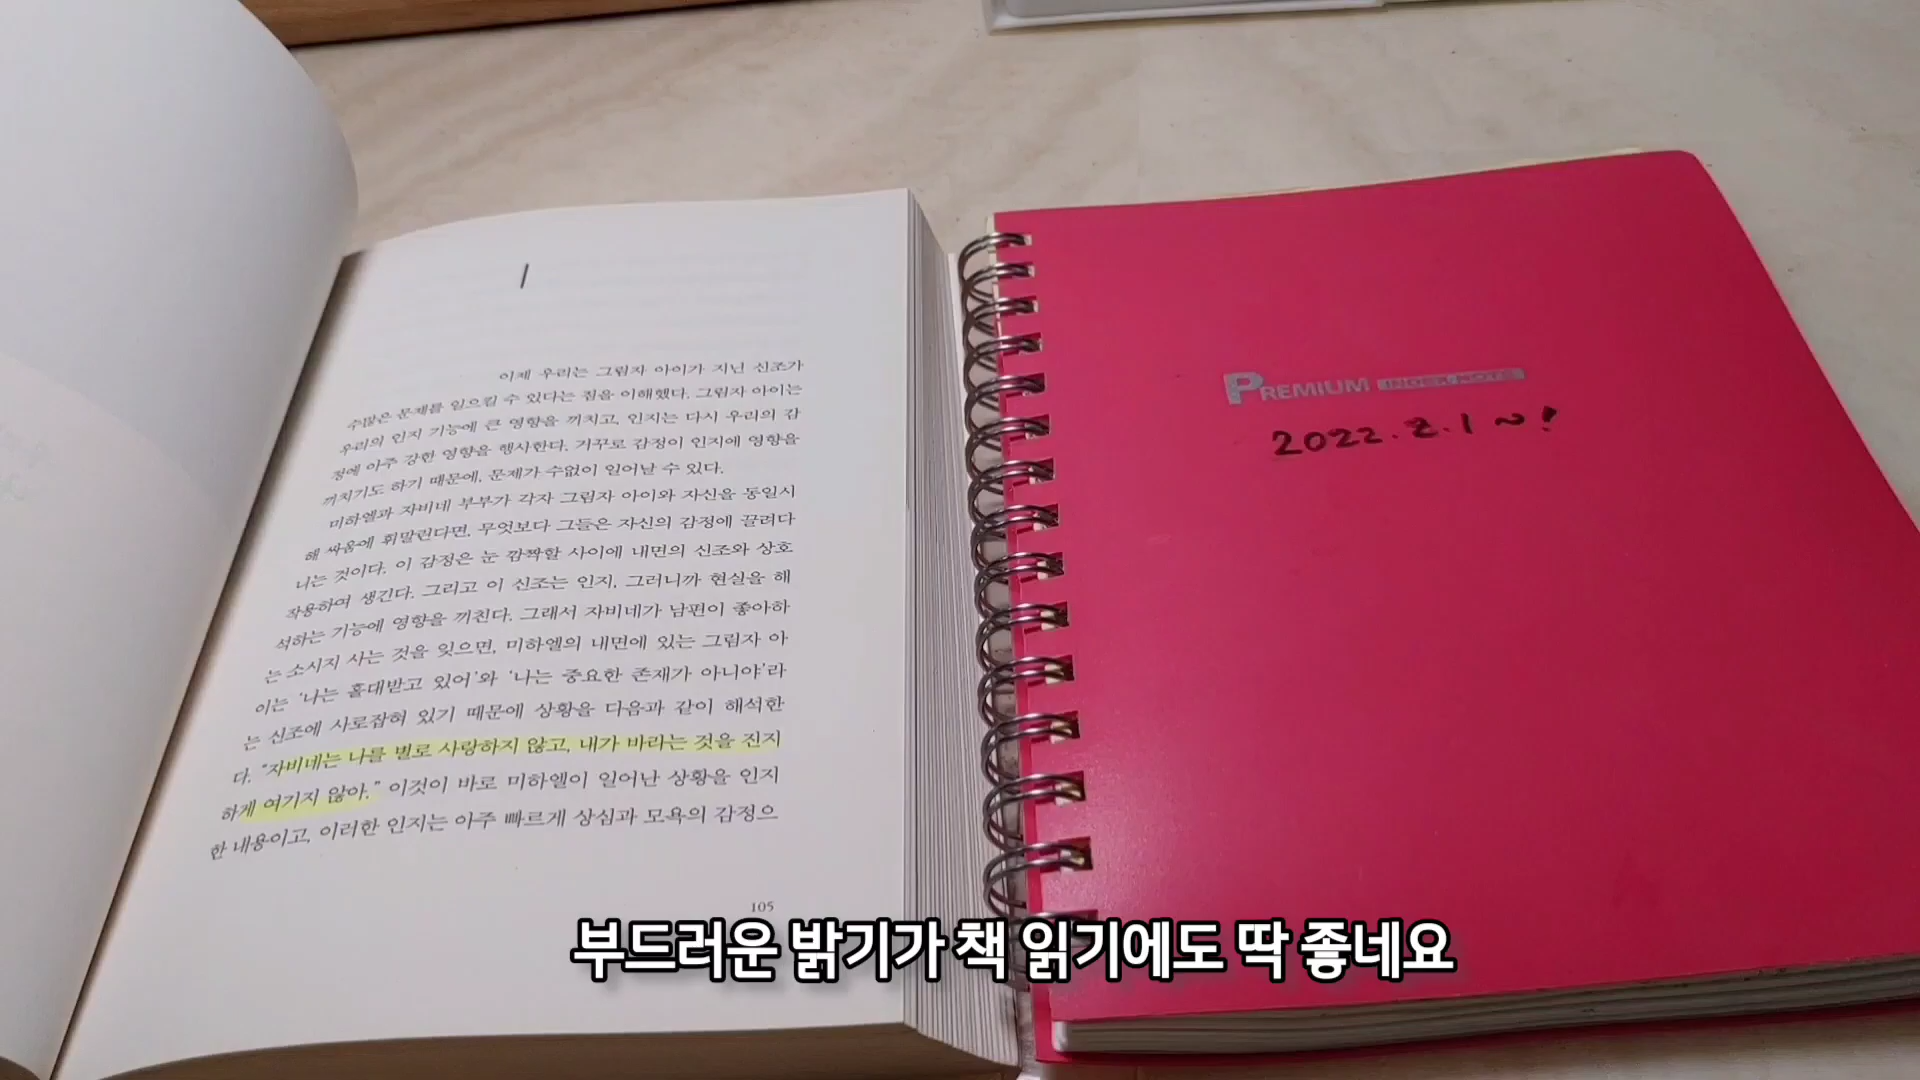 이제 우리는 그림자 아이가 지닌 신조가
수많은 문제를 일으킬 수 있다는 점을 이해했다. 그림자 아이는
우리의 인지 기능에 큰 영향을 끼치고, 인지는 다시 우리의 감
정에 아주 강한 영향을 행사한다. 거꾸로 감정이 인지에 영향을
끼치기도 하기 때문에, 문제가 수없이 일어날 수 있다.
미하엘과 자비네 부부가 각자 그림자 아이와 자신을 동일시
해 싸움에 휘말린다면, 무엇보다 그들은 자신의 감정에 끌려다
니는 것이다. 이 감정은 눈 깜짝할 사이에 내면의 신조와 상호
작용하여 생긴다. 그리고 이 신조는 인지, 그러니까 현실을 해
석하는 기능에 영향을 끼친다. 그래서 자비네가 남편이 좋아하
는 소시지 사는 것을 잊으면, 미하엘의 내면에 있는 그림자 아
이는 '나는 홀대받고 있어'와 '나는 중요한 존재가 아니야'라
는 신조에 사로잡혀 있기 때문에 상황을 다음과 같이 해석한
다. "자비네는 나를 별로 사랑하지 않고, 내가 바라는 것을 진지
하게 여기지 않아." 이것이 바로 미하엘이 일어난 상황을 인지
한 내용이고, 이러한 인지는 아주 빠르게 상심과 모욕의 감정으
105
PREMIUM INDEX NOTE
2022.2.1 ~!
부드러운 밝기가 책 읽기에도 딱 좋네요